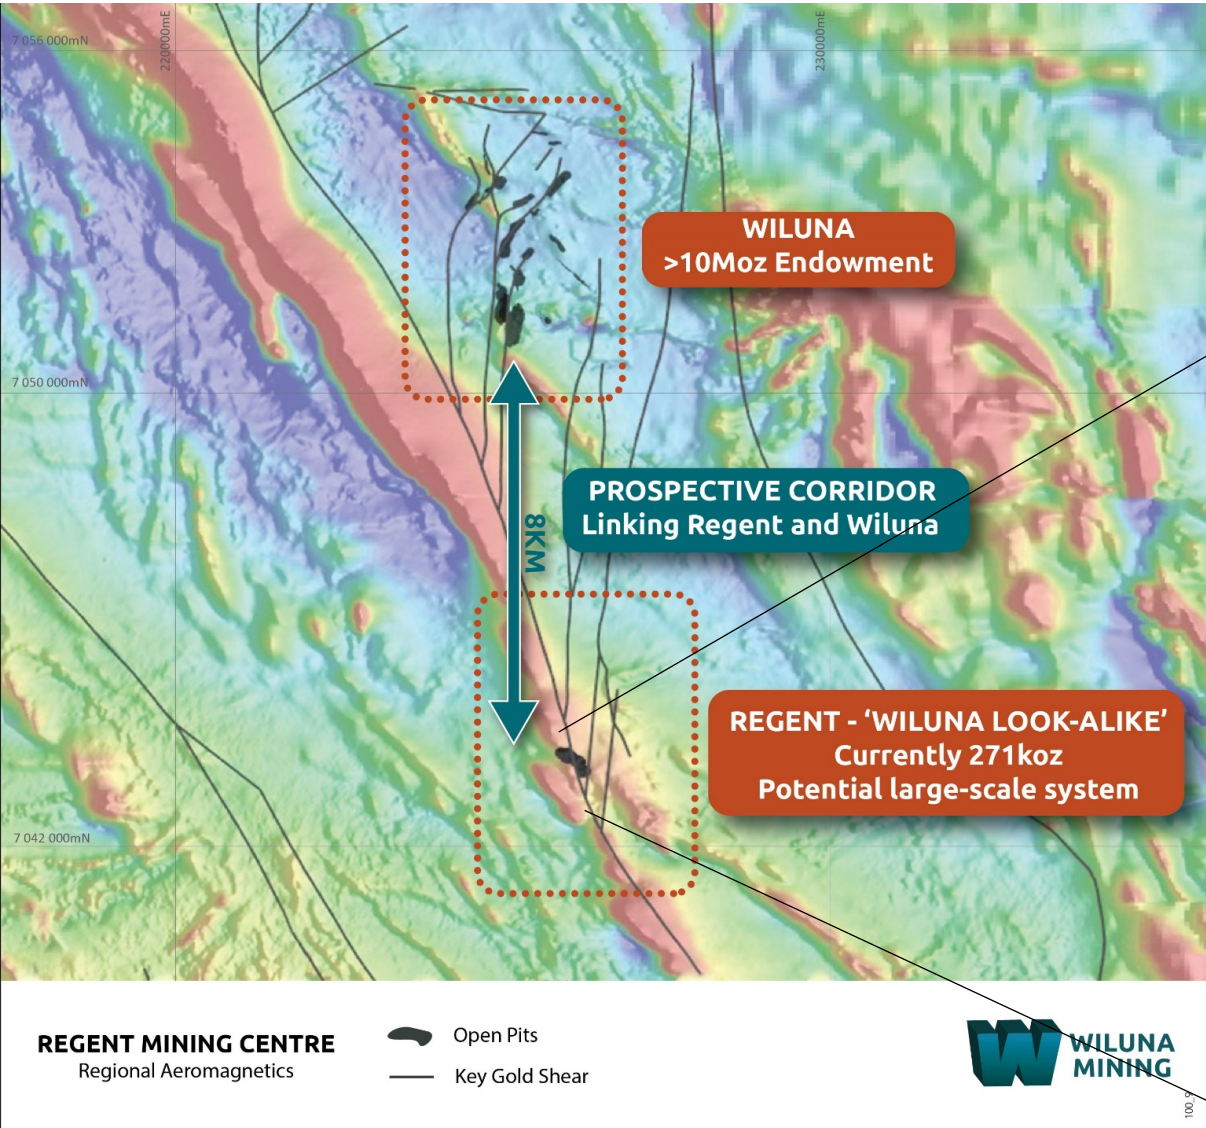 7 056 000mN
220000mE
230000mE
WILUNA
>10Moz Endowment
7 050 000mN
PROSPECTIVE CORRIDOR
Linking Regent and Wiluna
8KM
REGENT - ‘WILUNA LOOK-ALIKE’
Currently 271koz
Potential large-scale system
7 042 000mN
REGENT MINING CENTRE
Regional Aeromagnetics
Open Pits
Key Gold Shear
WILUNA
MINING